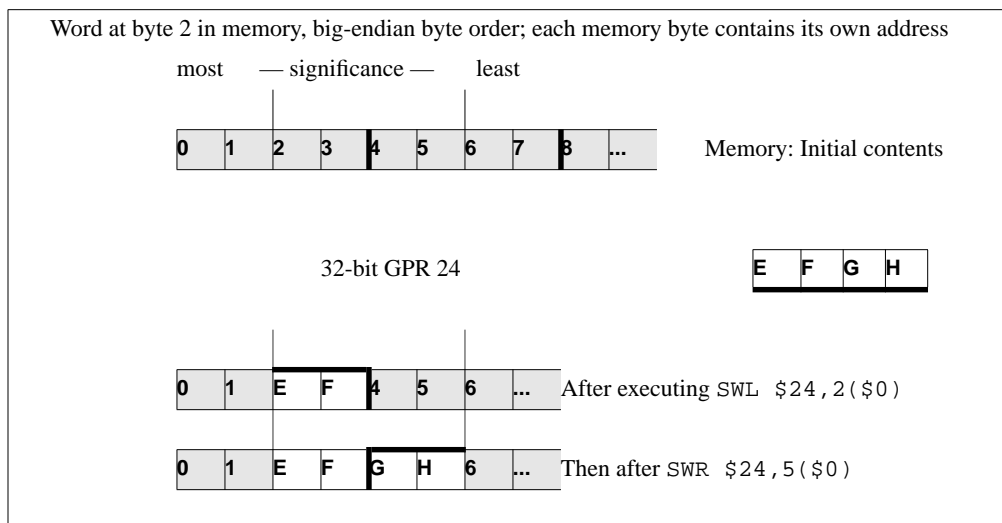 Word at byte 2 in memory, big-endian byte order; each memory byte contains its own address
most — significance — least
0 1 2 3 4 5 6 7 8 ... Memory: Initial contents
32-bit GPR 24 E F G H
0 1 E F 4 5 6 ... After executing SWL $24,2($0)
0 1 E F G H 6 ... Then after SWR $24,5($0)